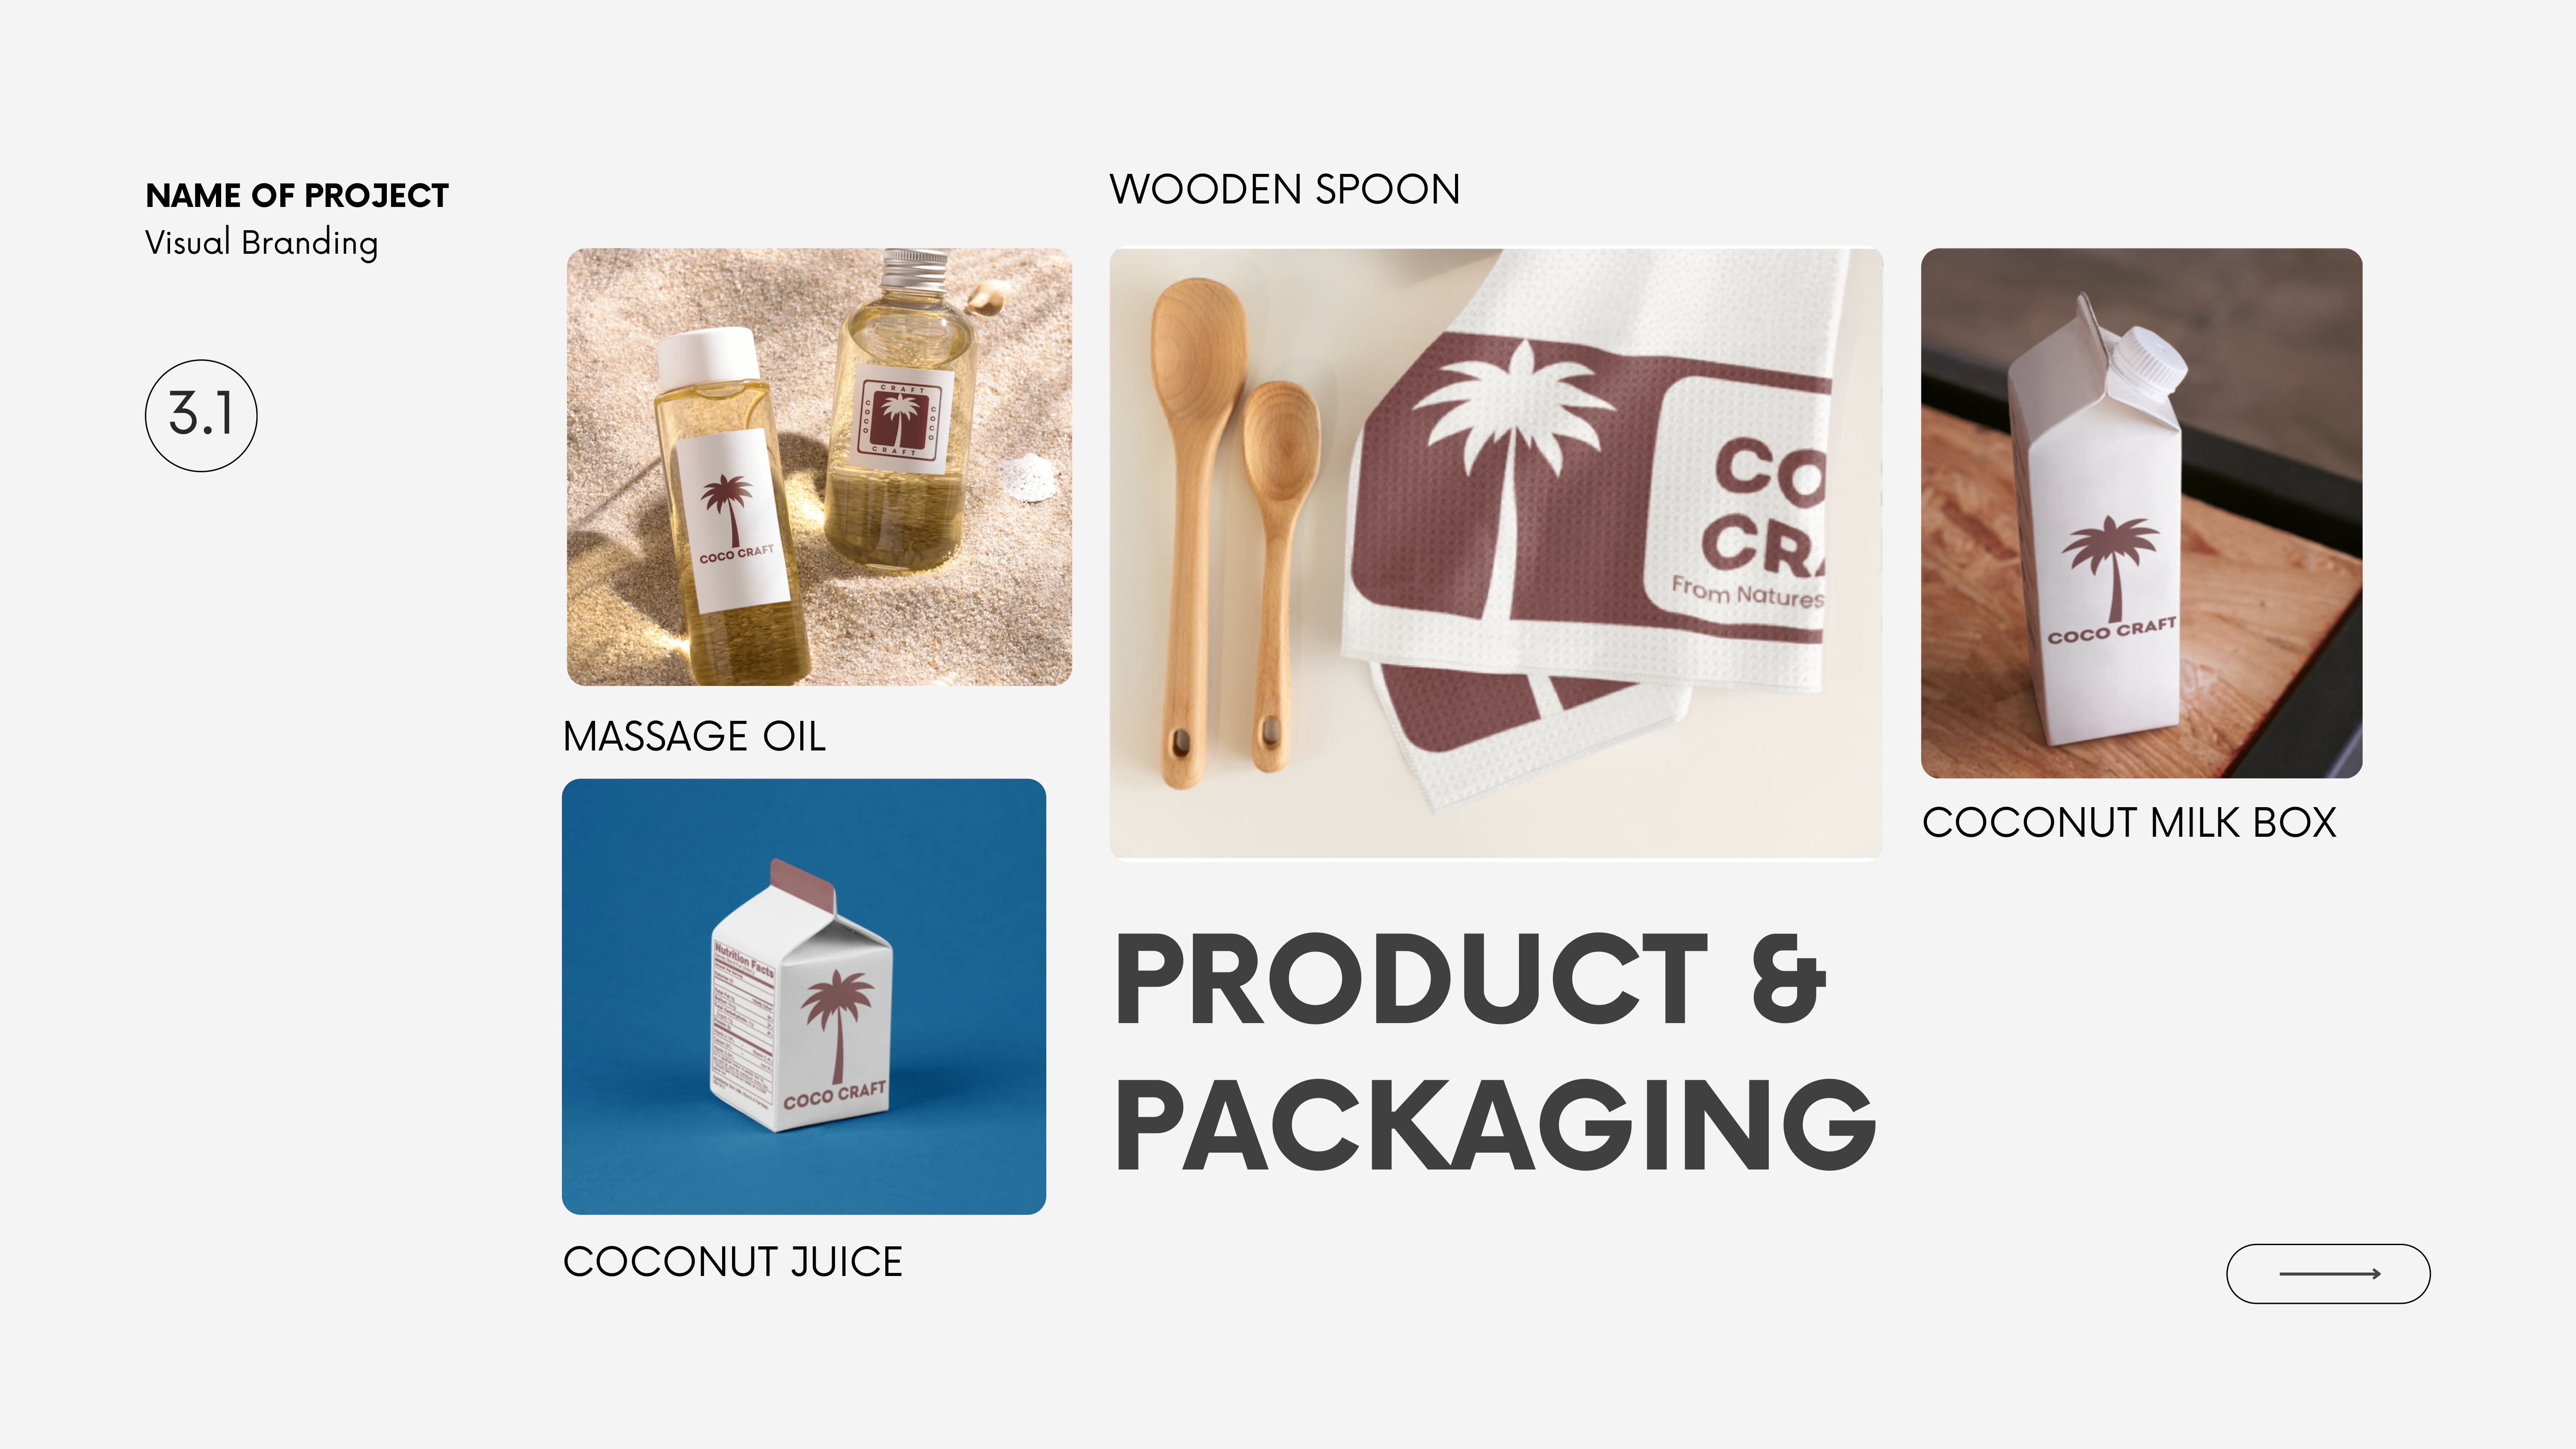 NAME OF PROJECT
Visual Branding
3.1
WOODEN SPOON
COCO CRAFT
CRAFT
COCO
COCO
CRAFT
CO
CRA
From Natures
COCO CRAFT
MASSAGE OIL
COCONUT MILK BOX
Nutrition Facts
COCO CRAFT
PRODUCT &
PACKAGING
COCONUT JUICE